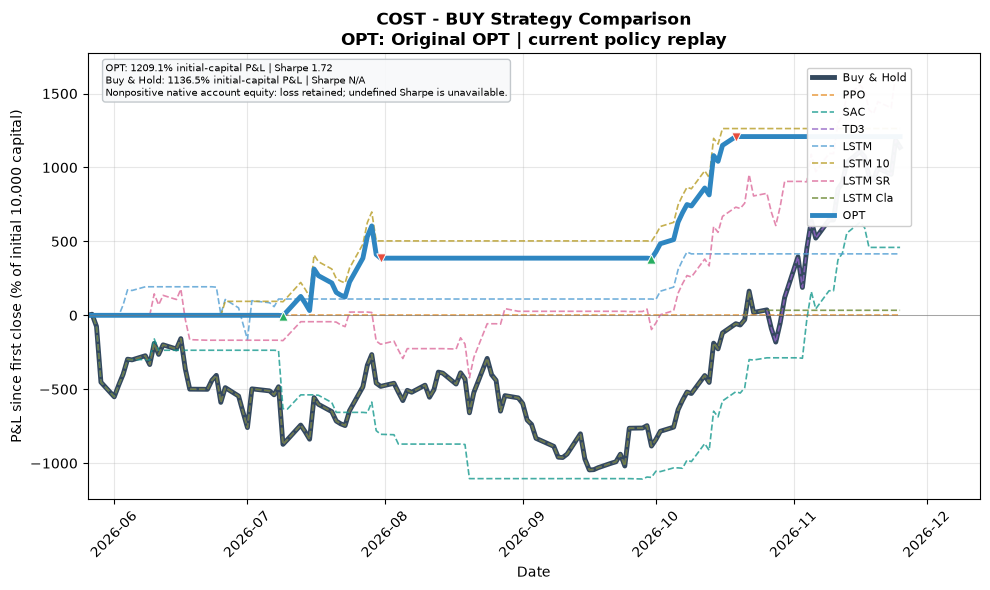 COST - BUY Strategy Comparison
OPT: Original OPT | current policy replay
OPT: 1209.1% initial-capital P&L | Sharpe 1.72
Buy & Hold: 1136.5% initial-capital P&L | Sharpe N/A
Nonpositive native account equity: loss retained; undefined Sharpe is unavailable.
Buy & Hold
PPO
SAC
TD3
LSTM
LSTM 10
LSTM SR
LSTM Cla
OPT
P&L since first close (% of initial 10,000 capital)
1500
1000
500
0
−500
−1000
2026-06
2026-07
2026-08
2026-09
2026-10
2026-11
2026-12
Date